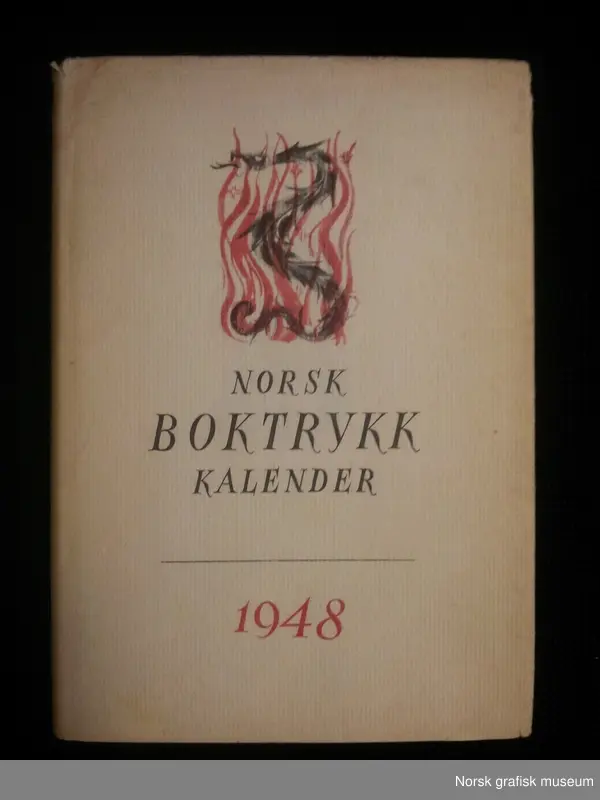 NORSK
BOKTRYKK
KALENDER
1948
Norsk grafisk museum